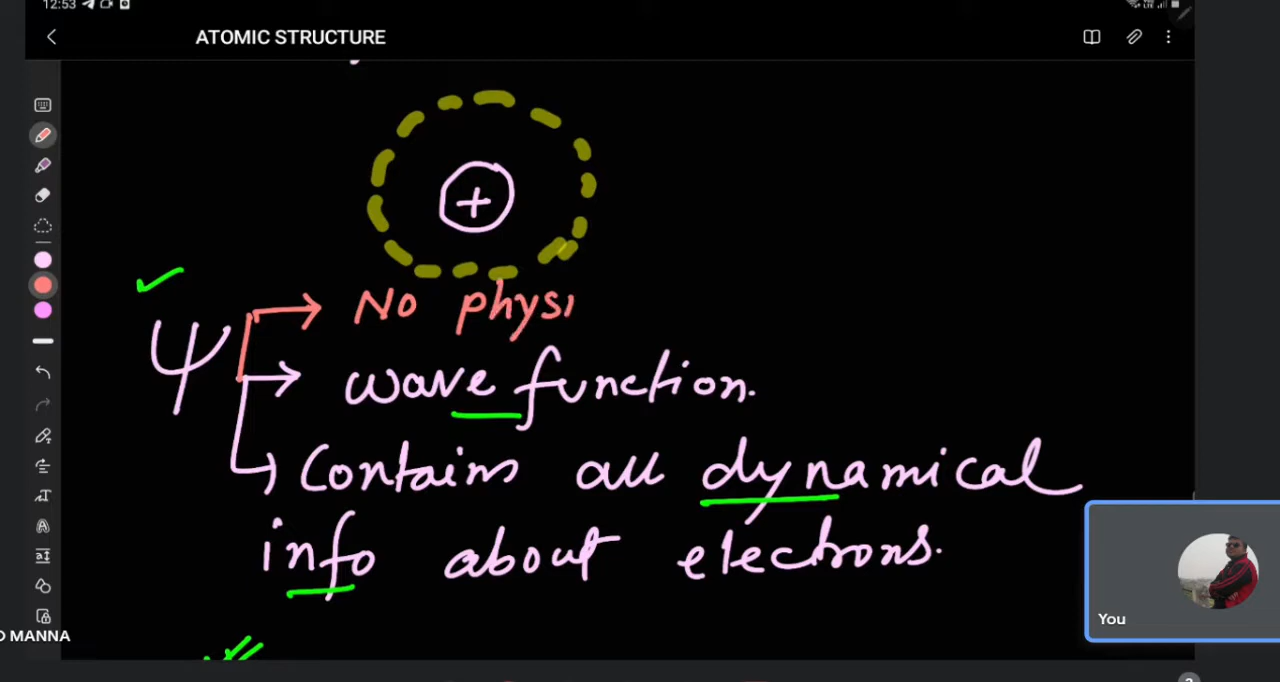 12:53
ATOMIC STRUCTURE
+
No physi
ψ
wave function.
Contains all dynamical
info about electrons.
You
O MANNA